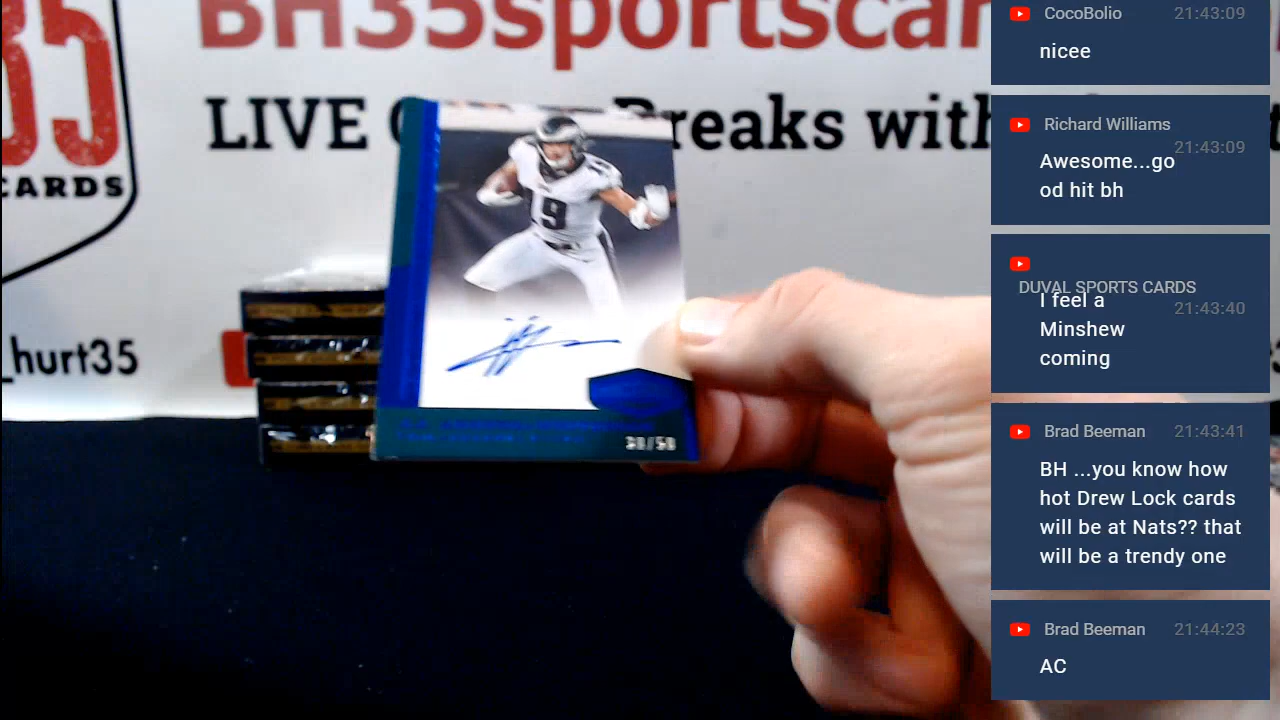 BH35sportscar
LIVE C Breaks with
35
CARDS
_hurt35
19
38/50
CocoBolio 21:43:09
nicee
Richard Williams
21:43:09
Awesome...go
od hit bh
DUVAL SPORTS CARDS
21:43:40
I feel a
Minshew
coming
Brad Beeman 21:43:41
BH ...you know how
hot Drew Lock cards
will be at Nats?? that
will be a trendy one
Brad Beeman 21:44:23
AC